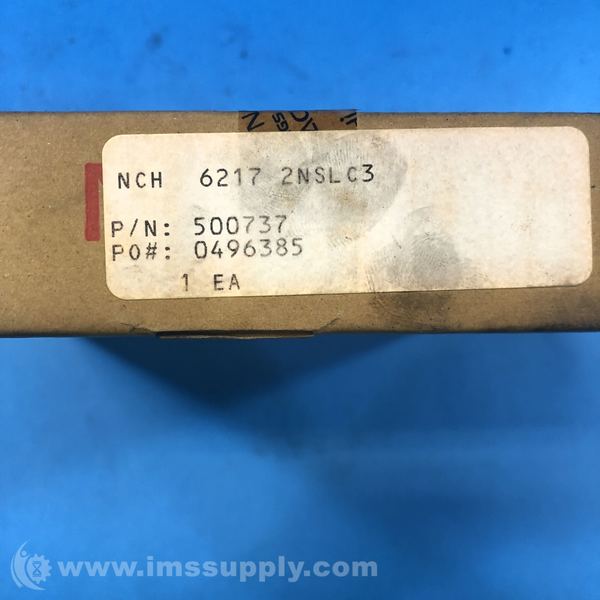 NCH 6217 2NSLC3
P/N: 500737
PO#: 0496385
1 EA
www.imssupply.com